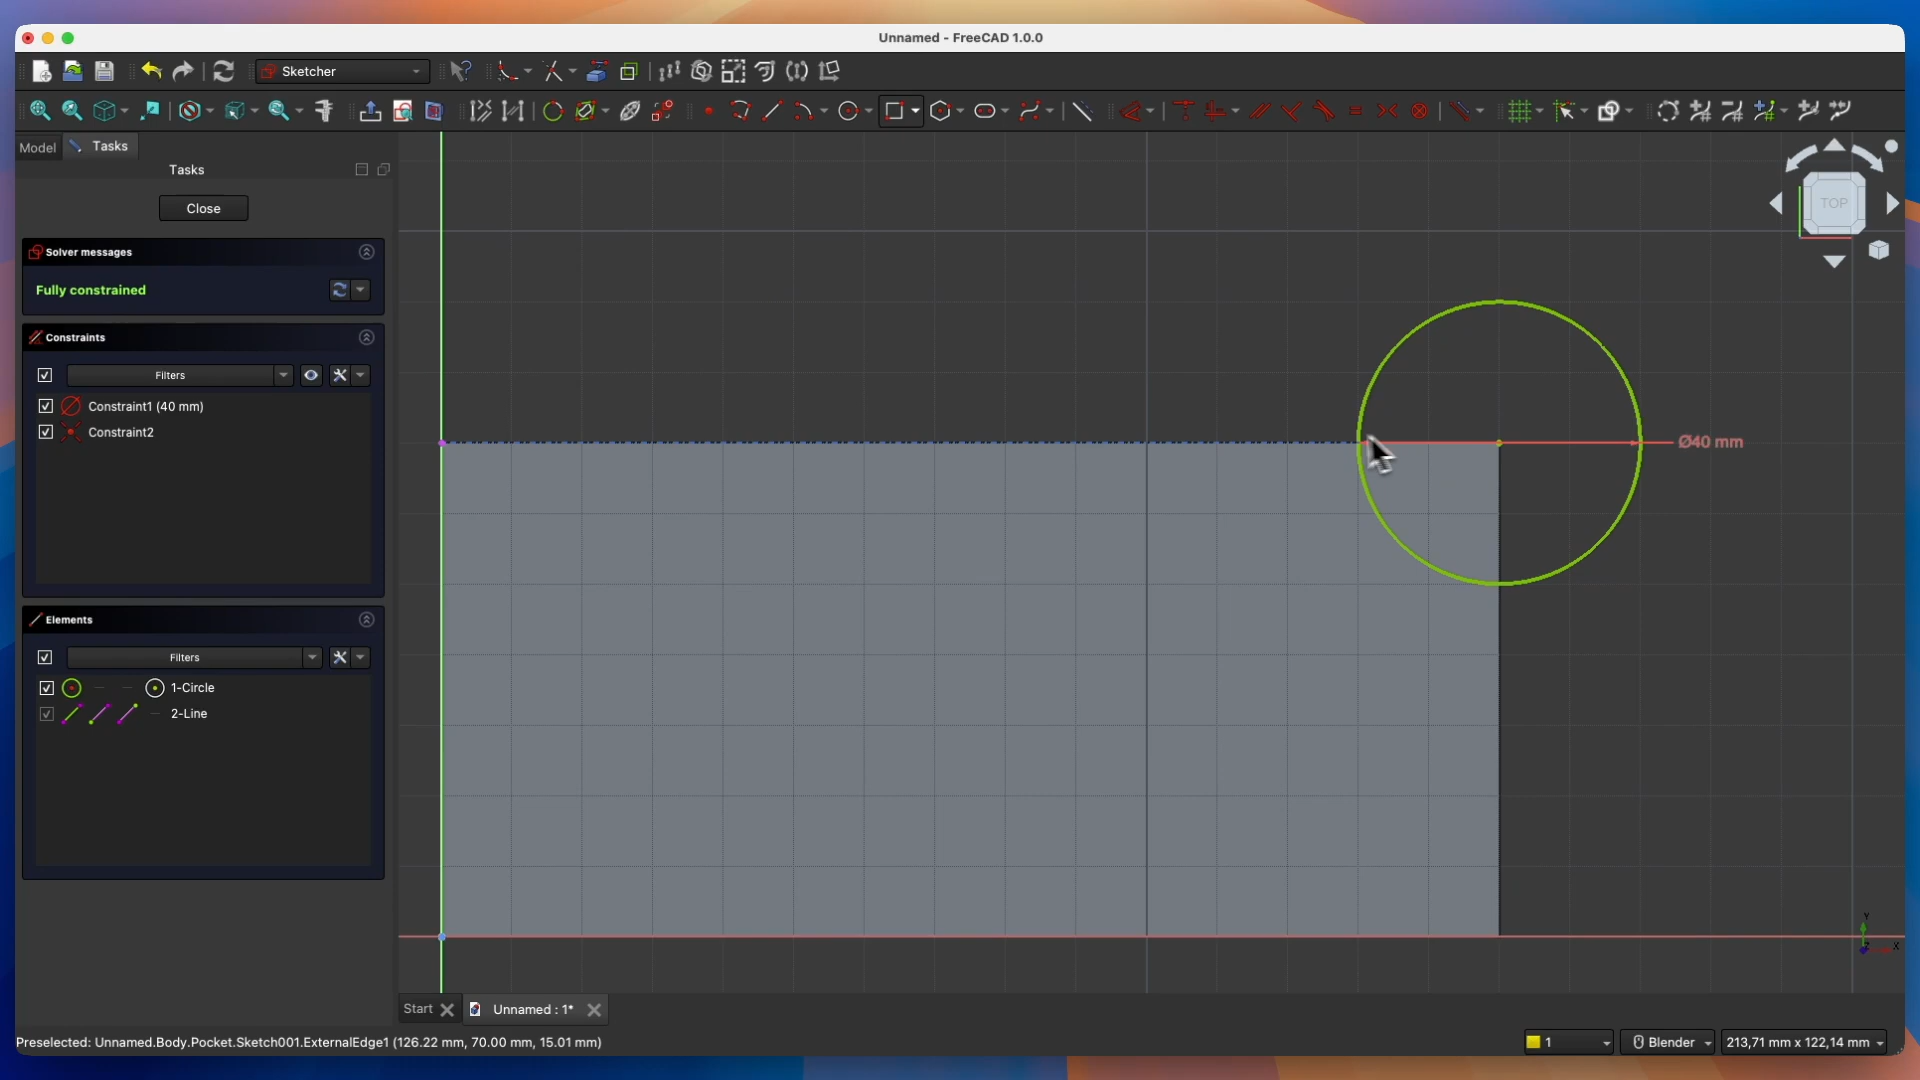 Unnamed - FreeCAD 1.0.0
Sketcher
Model
Tasks
Tasks
Close
Solver messages
Fully constrained
Constraints
Filters
Constraint1 (40 mm)
Constraint2
Elements
Filters
1-Circle
2-Line
TOP
Ø40 mm
Y
Z
X
Start
Unnamed : 1*
Preselected: Unnamed.Body.Pocket.Sketch001.ExternalEdge1 (126.22 mm, 70.00 mm, 15.01 mm)
1
Blender
213,71 mm x 122,14 mm